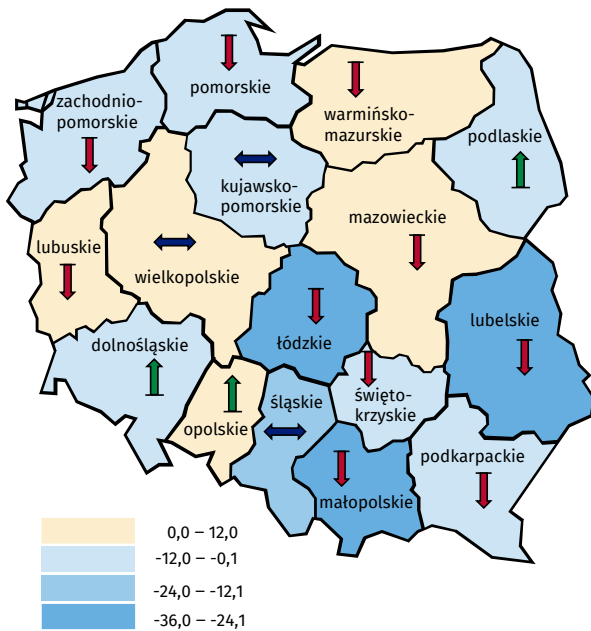 pomorskie
zachodnio-
pomorskie
warmińsko-
mazurskie
podlaskie
kujawsko-
pomorskie
mazowieckie
lubuskie
wielkopolskie
lubelskie
dolnośląskie
łódzkie
śląskie
święto-
krzyskie
opolskie
podkarpackie
małopolskie
0,0 – 12,0
-12,0 – -0,1
-24,0 – -12,1
-36,0 – -24,1